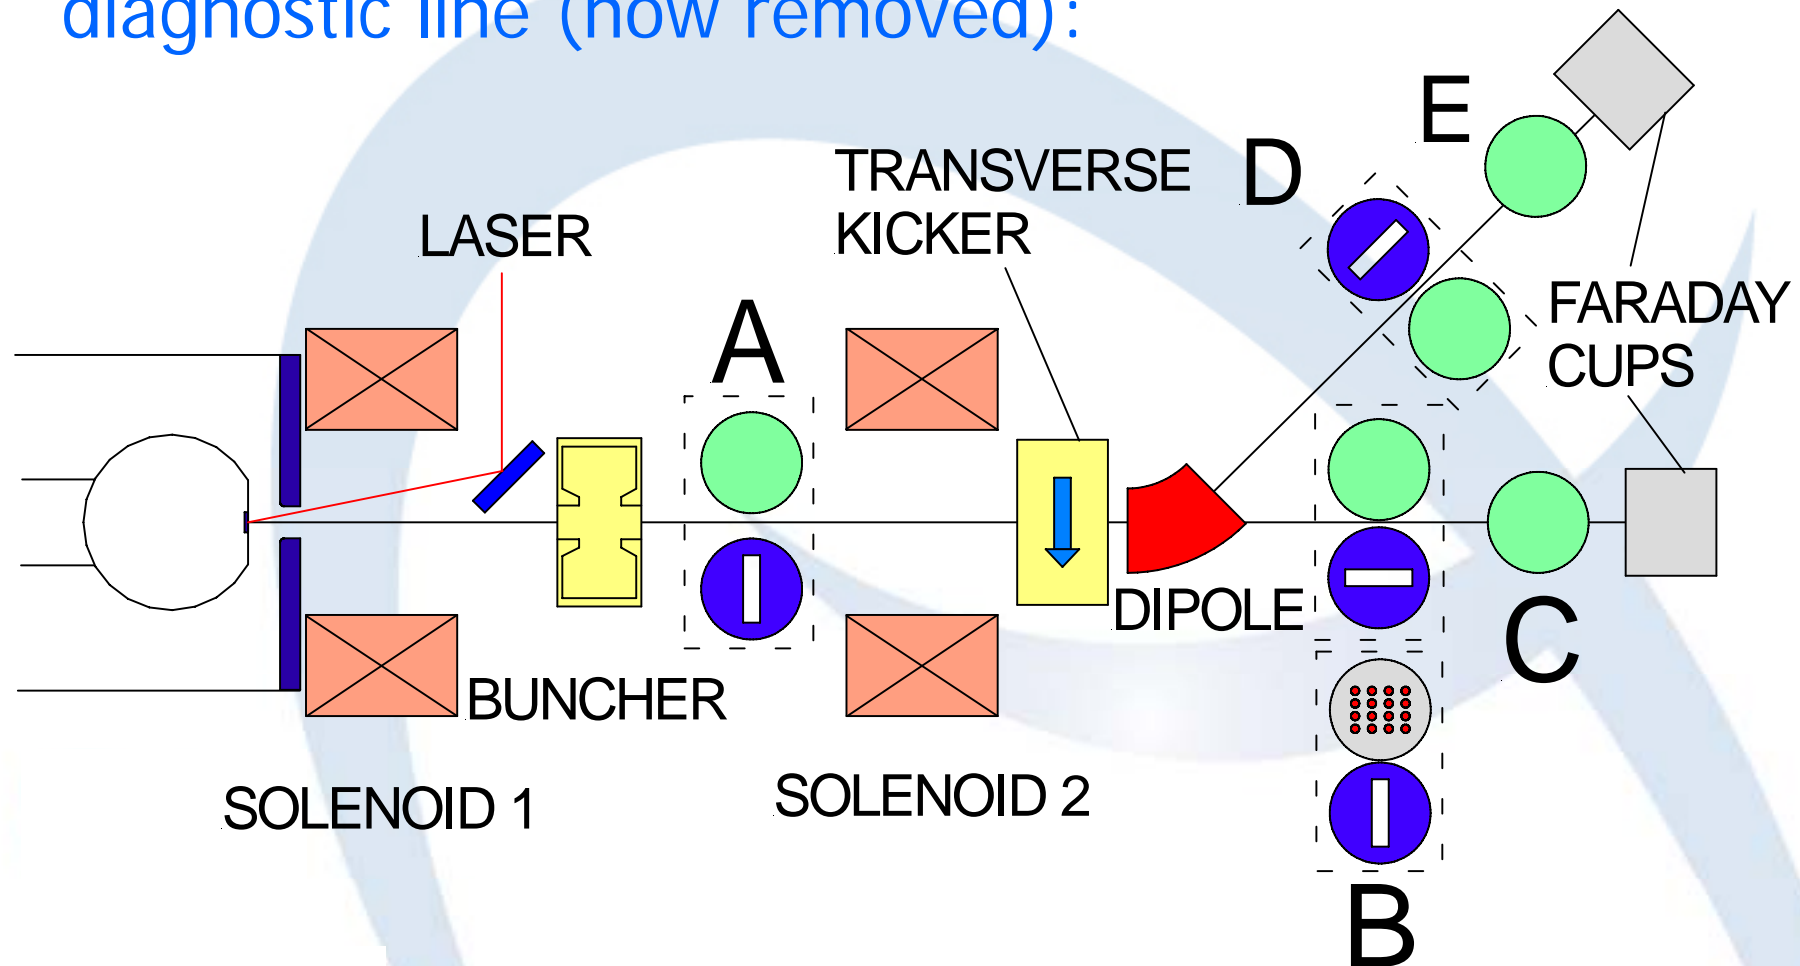 diagnostic line (now removed):
E
D
TRANSVERSE
KICKER
LASER
A
FARADAY
CUPS
DIPOLE
C
BUNCHER
SOLENOID 1
SOLENOID 2
B